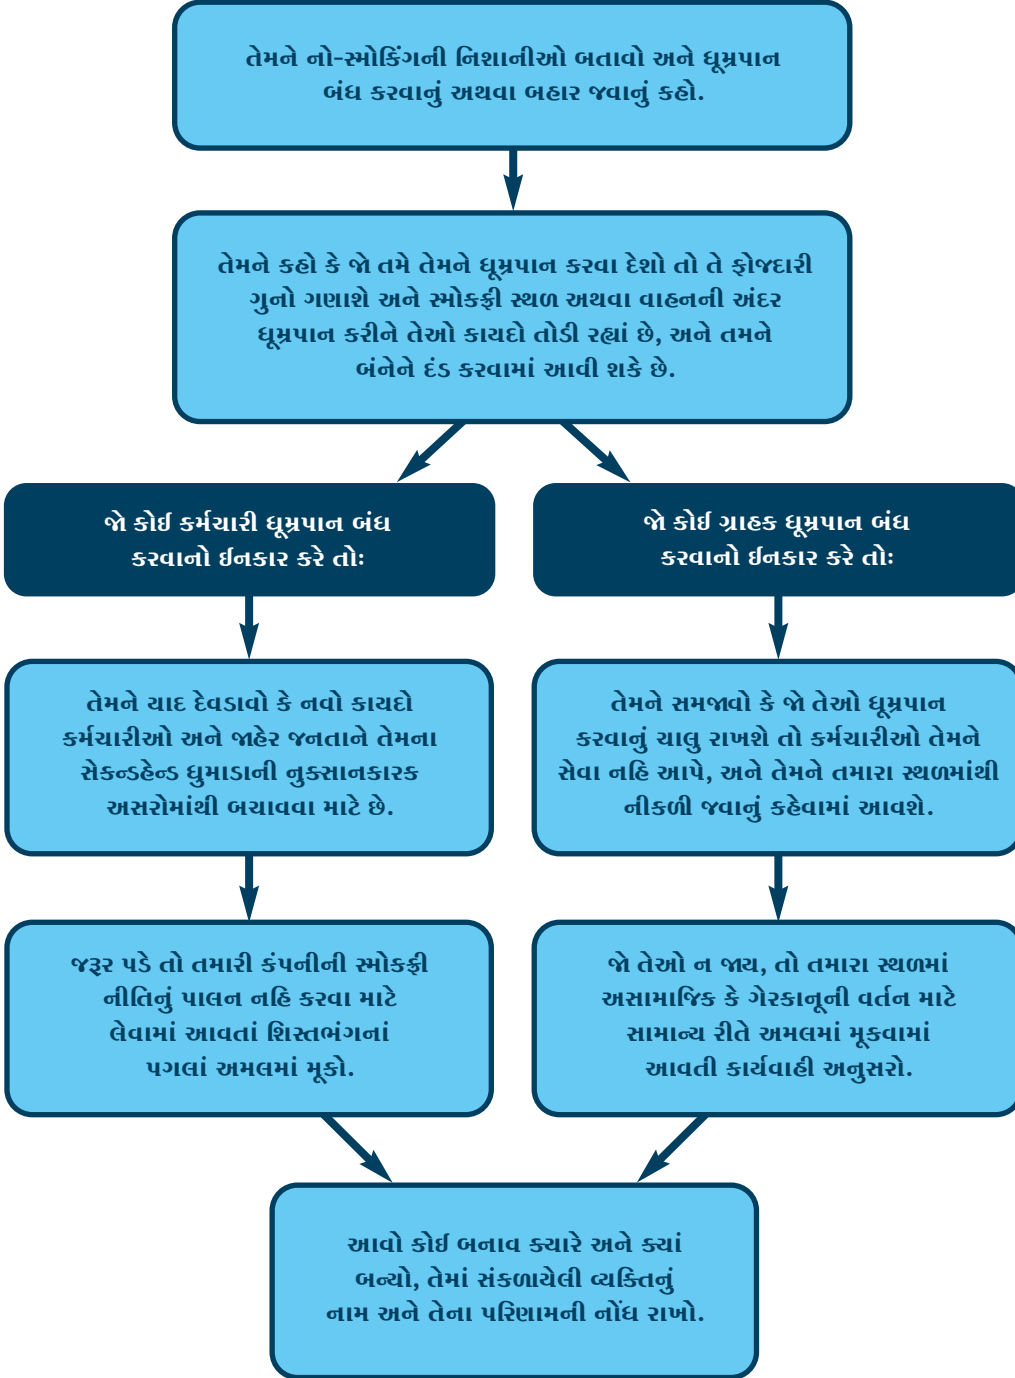 તેમને નો-સ્મોકિંગની નિશાનીઓ બતાવો અને ધૂમ્રપાન
બંધ કરવાનું અથવા બહાર જવાનું કહો.
તેમને કહો કે જો તમે તેમને ધૂમ્રપાન કરવા દેશો તો તે ફોજદારી
ગુનો ગણાશે અને સ્મોકફ્રી સ્થળ અથવા વાહનની અંદર
ધૂમ્રપાન કરીને તેઓ કાયદો તોડી રહ્યાં છે, અને તમને
બંનેને દંડ કરવામાં આવી શકે છે.
જો કોઈ કર્મચારી ધૂમ્રપાન બંધ
કરવાનો ઈનકાર કરે તોઃ
તેમને યાદ દેવડાવો કે નવો કાયદો
કર્મચારીઓ અને જાહેર જનતાને તેમના
સેકન્ડહેન્ડ ધુમાડાની નુક્સાનકારક
અસરોમાંથી બચાવવા માટે છે.
જરૂર પડે તો તમારી કંપનીની સ્મોકફ્રી
નીતિનું પાલન નહિ કરવા માટે
લેવામાં આવતાં શિસ્તભંગનાં
પગલાં અમલમાં મૂકો.
જો કોઈ ગ્રાહક ધૂમ્રપાન બંધ
કરવાનો ઈનકાર કરે તોઃ
તેમને સમજાવો કે જો તેઓ ધૂમ્રપાન
કરવાનું ચાલુ રાખશે તો કર્મચારીઓ તેમને
સેવા નહિ આપે, અને તેમને તમારા સ્થળમાંથી
નીકળી જવાનું કહેવામાં આવશે.
જો તેઓ ન જાય, તો તમારા સ્થળમાં
અસામાજિક કે ગેરકાનૂની વર્તન માટે
સામાન્ય રીતે અમલમાં મૂકવામાં
આવતી કાર્યવાહી અનુસરો.
આવો કોઈ બનાવ ક્યારે અને ક્યાં
બન્યો, તેમાં સંકળાયેલી વ્યક્તિનું
નામ અને તેના પરિણામની નોંધ રાખો.